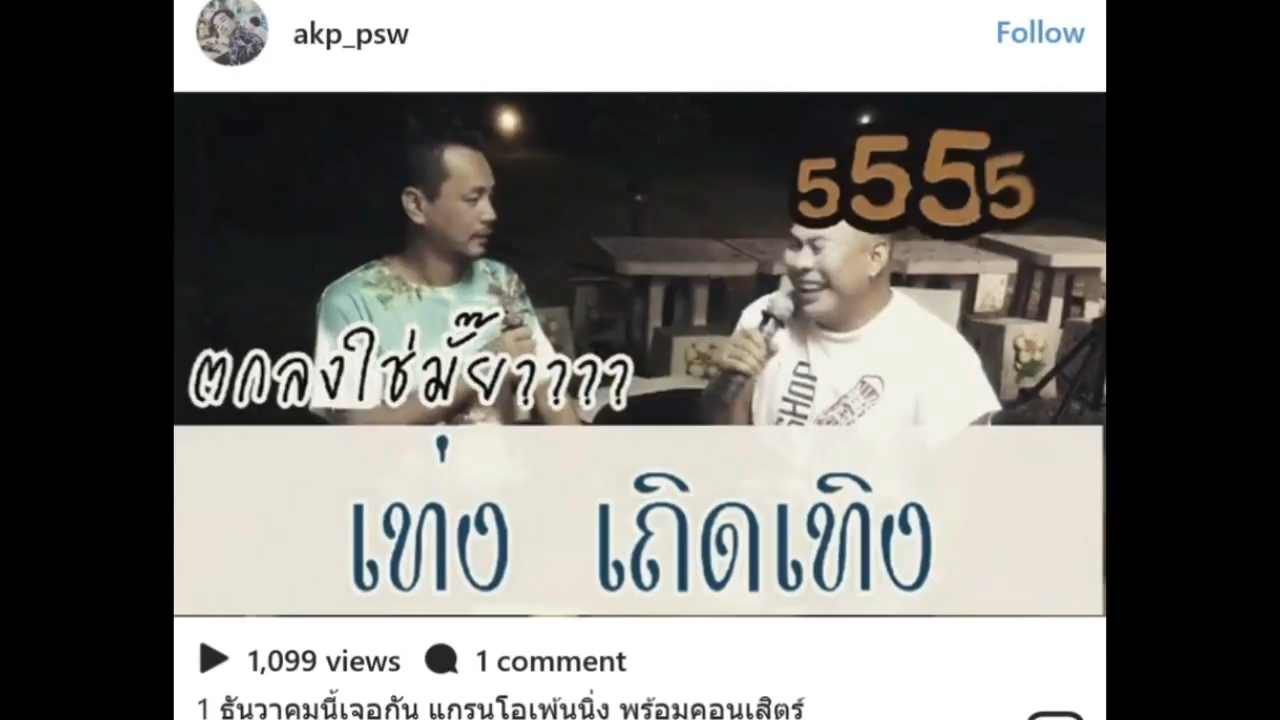 akp_psw
Follow
5555
ตกลงใช่มั๊ย????
SHOP
เท่ง เถิดเทิง
1,099 views 1 comment
1 ธันวาคมนี้เจอกัน แกรนโอเพ้นนิ่ง พร้อมคอนเสิตร์